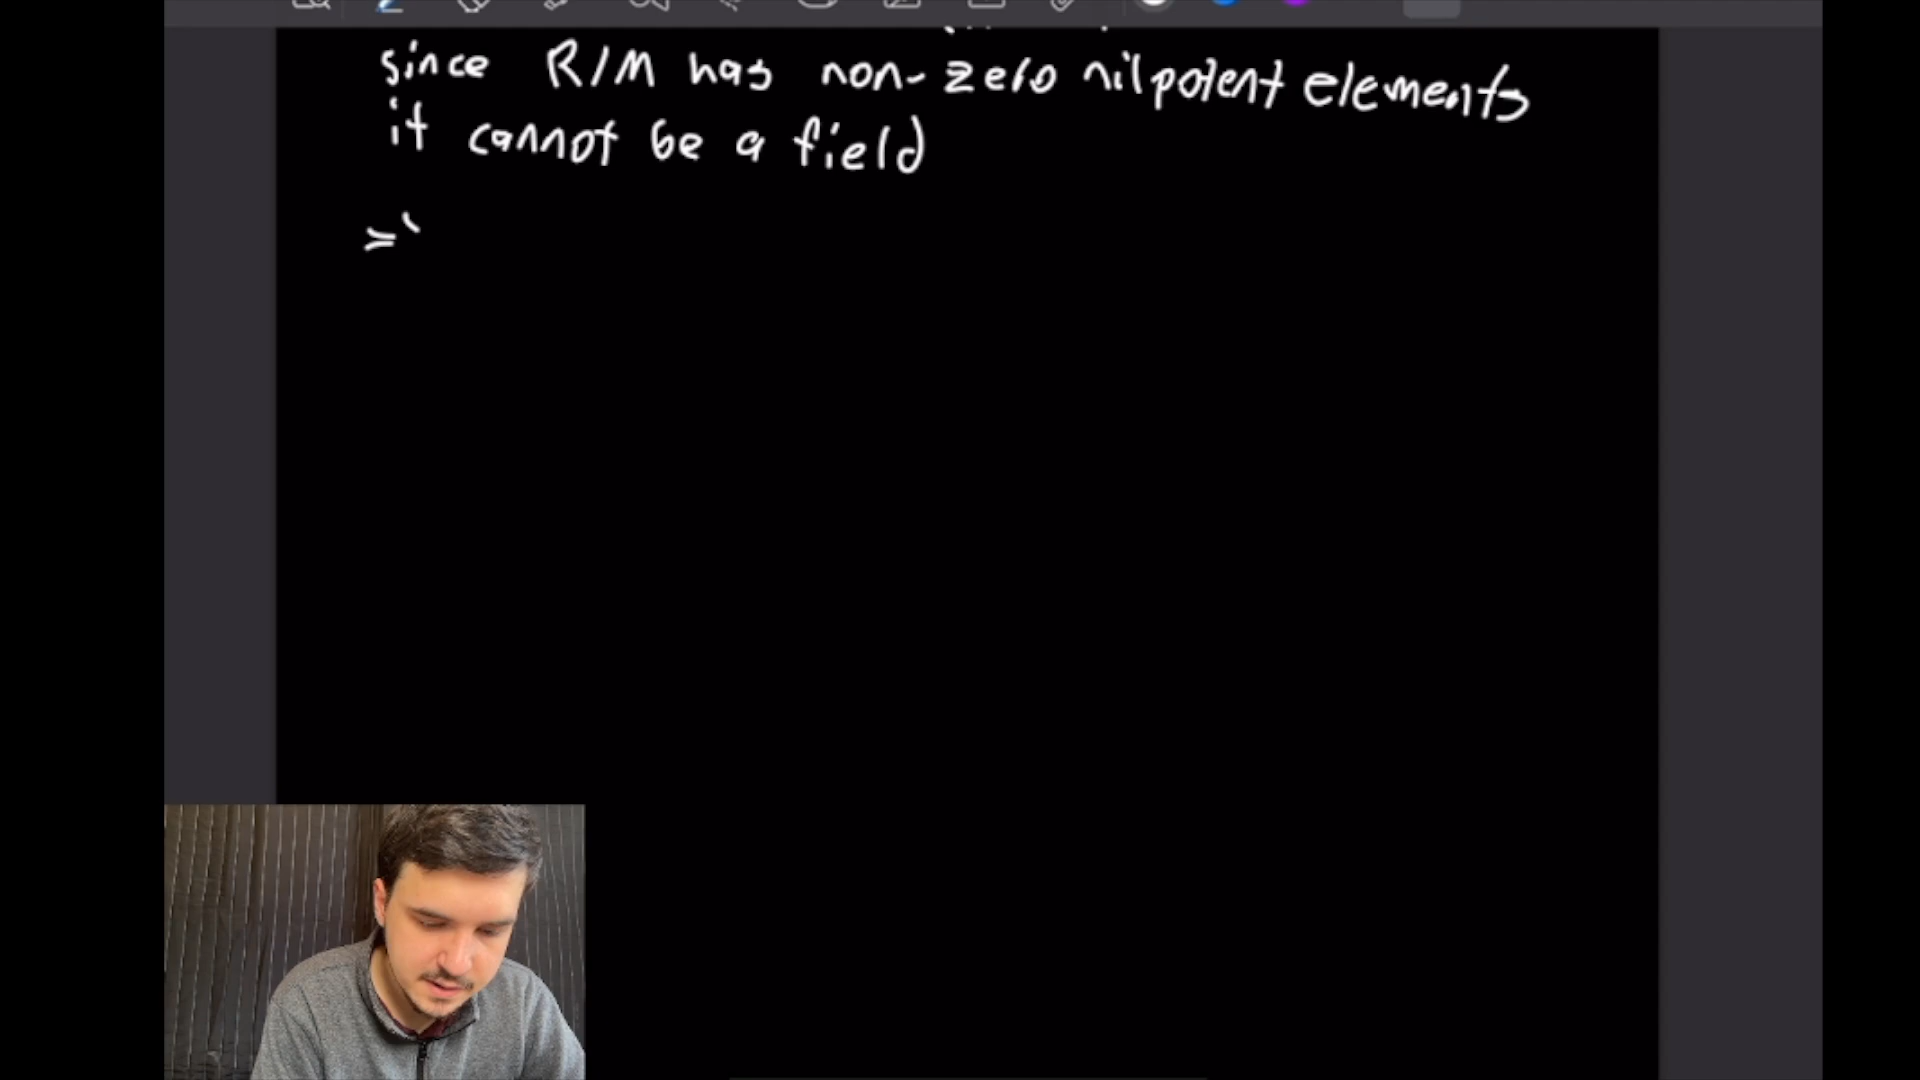 since R/M has non-zero nilpotent elements
it cannot be a field